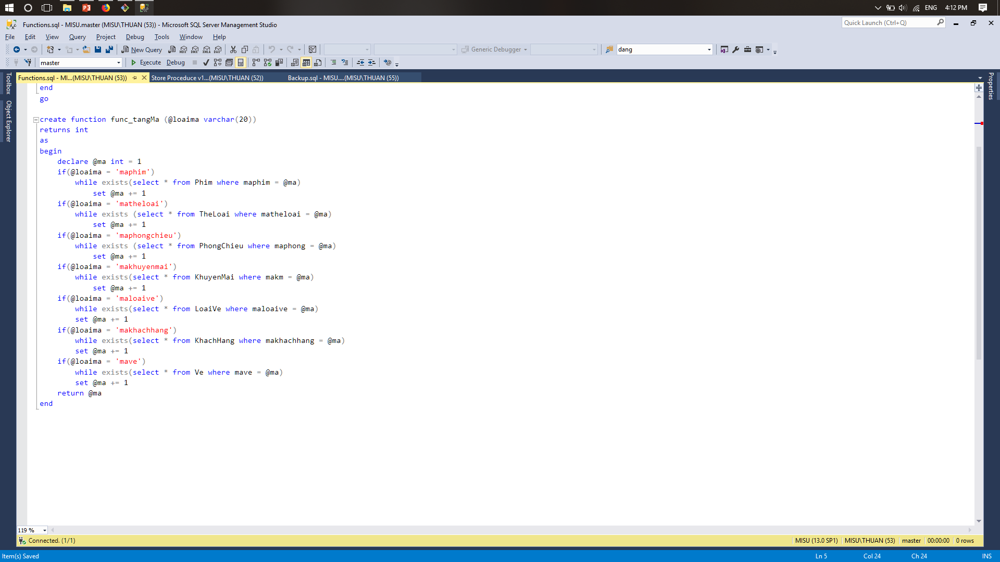 ENG
4:12 PM
Functions.sql - MISU.master (MISU\THUAN (53)) - Microsoft SQL Server Management Studio
Quick Launch (Ctrl+Q)
File Edit View Query Project Debug Tools Window Help
New Query
MDX DMX XMLA DAX
Generic Debugger
dang
master
Execute Debug
Functions.sql - MI...(MISU\THUAN (53))
Store Proceduce v1...(MISU\THUAN (52))
Backup.sql - MISU....(MISU\THUAN (55))
Toolbox
Object Explorer
Properties
end
go
create function func_tangMa (@loaima varchar(20))
returns int
as
begin
declare @ma int = 1
if(@loaima = 'maphim')
while exists(select * from Phim where maphim = @ma)
set @ma += 1
if(@loaima = 'matheloai')
while exists (select * from TheLoai where matheloai = @ma)
set @ma += 1
if(@loaima = 'maphongchieu')
while exists (select * from PhongChieu where maphong = @ma)
set @ma += 1
if(@loaima = 'makhuyenmai')
while exists(select * from KhuyenMai where makm = @ma)
set @ma += 1
if(@loaima = 'maloaive')
while exists(select * from LoaiVe where maloaive = @ma)
set @ma += 1
if(@loaima = 'makhachhang')
while exists(select * from KhachHang where makhachhang = @ma)
set @ma += 1
if(@loaima = 'mave')
while exists(select * from Ve where mave = @ma)
set @ma += 1
return @ma
end
119 %
Connected. (1/1)
MISU (13.0 SP1)
MISU\THUAN (53)
master
00:00:00
0 rows
Item(s) Saved
Ln 5
Col 24
Ch 24
INS